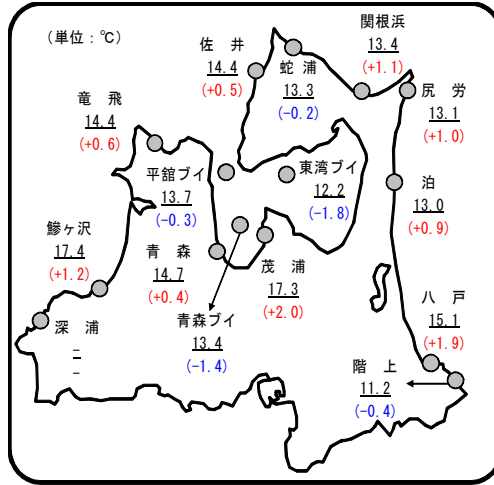 (単位：℃)
関根浜
13.4
(+1.1)
佐井
14.4
(+0.5)
蛇浦
13.3
(−0.2)
尻労
13.1
(+1.0)
竜飛
14.4
(+0.6)
平舘ブイ
13.7
(−0.3)
東湾ブイ
12.2
(−1.8)
泊
13.0
(+0.9)
鰺ヶ沢
17.4
(+1.2)
青森
14.7
(+0.4)
茂浦
17.3
(+2.0)
青森ブイ
13.4
(−1.4)
八戸
15.1
(+1.9)
深浦
−
−
階上
11.2
(−0.4)